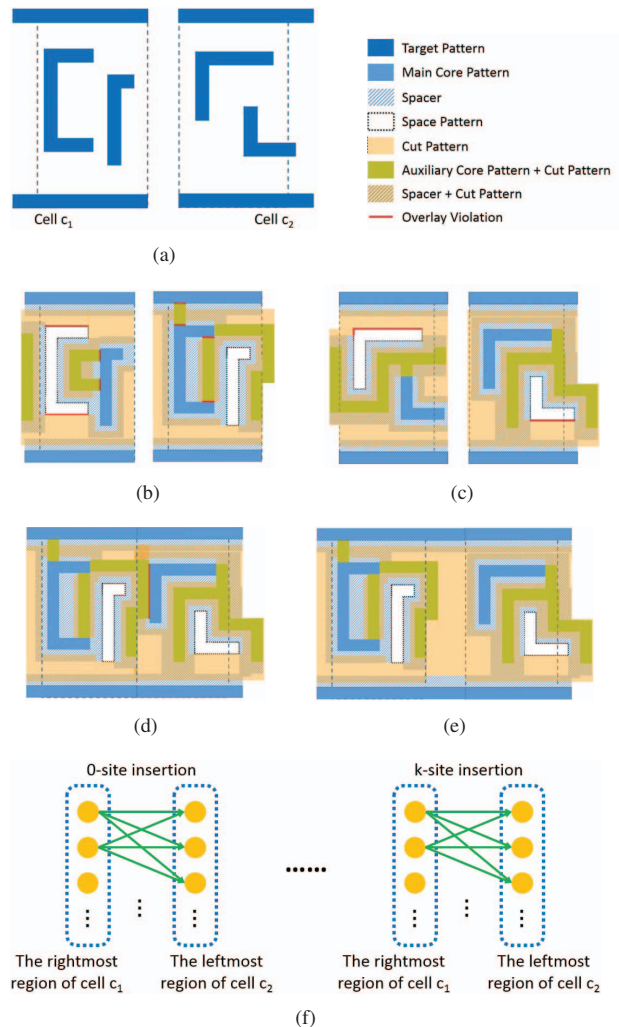 Target Pattern
Main Core Pattern
Spacer
Space Pattern
Cut Pattern
Auxiliary Core Pattern + Cut Pattern
Spacer + Cut Pattern
Overlay Violation
Cell c1
Cell c2
(a)
(b)
(c)
(d)
(e)
0-site insertion
k-site insertion
......
The rightmost
region of cell c1
The leftmost
region of cell c2
The rightmost
region of cell c1
The leftmost
region of cell c2
(f)